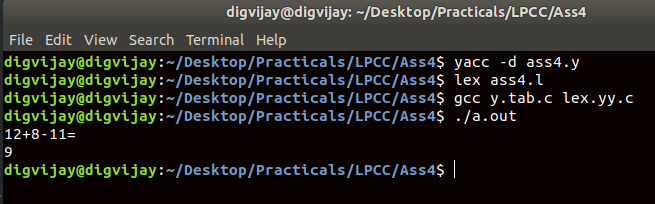 digvijay@digvijay: ~/Desktop/Practicals/LPCC/Ass4
File Edit View Search Terminal Help
digvijay@digvijay:~/Desktop/Practicals/LPCC/Ass4$ yacc -d ass4.y
digvijay@digvijay:~/Desktop/Practicals/LPCC/Ass4$ lex ass4.l
digvijay@digvijay:~/Desktop/Practicals/LPCC/Ass4$ gcc y.tab.c lex.yy.c
digvijay@digvijay:~/Desktop/Practicals/LPCC/Ass4$ ./a.out
12+8-11=
9
digvijay@digvijay:~/Desktop/Practicals/LPCC/Ass4$